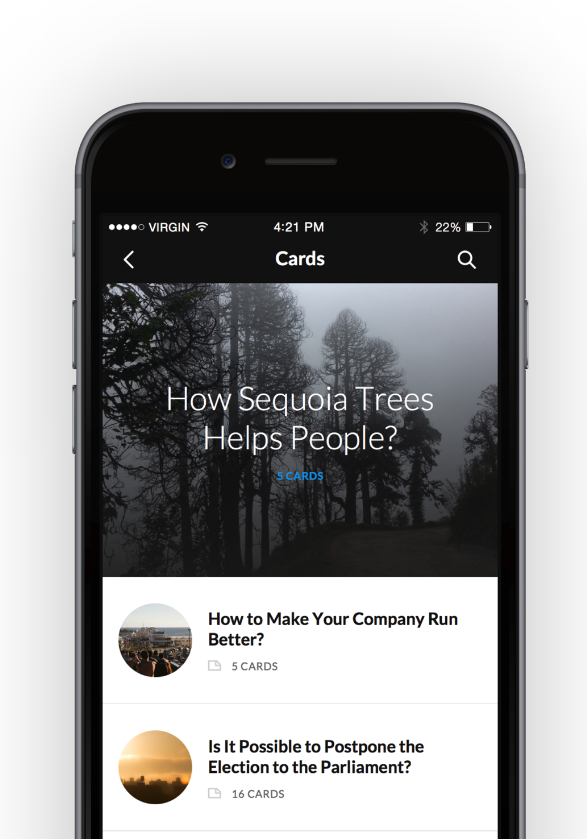 VIRGIN 4:21 PM 22%
Cards
How Sequoia Trees
Helps People?
5 CARDS
How to Make Your Company Run
Better?
5 CARDS
Is It Possible to Postpone the
Election to the Parliament?
16 CARDS